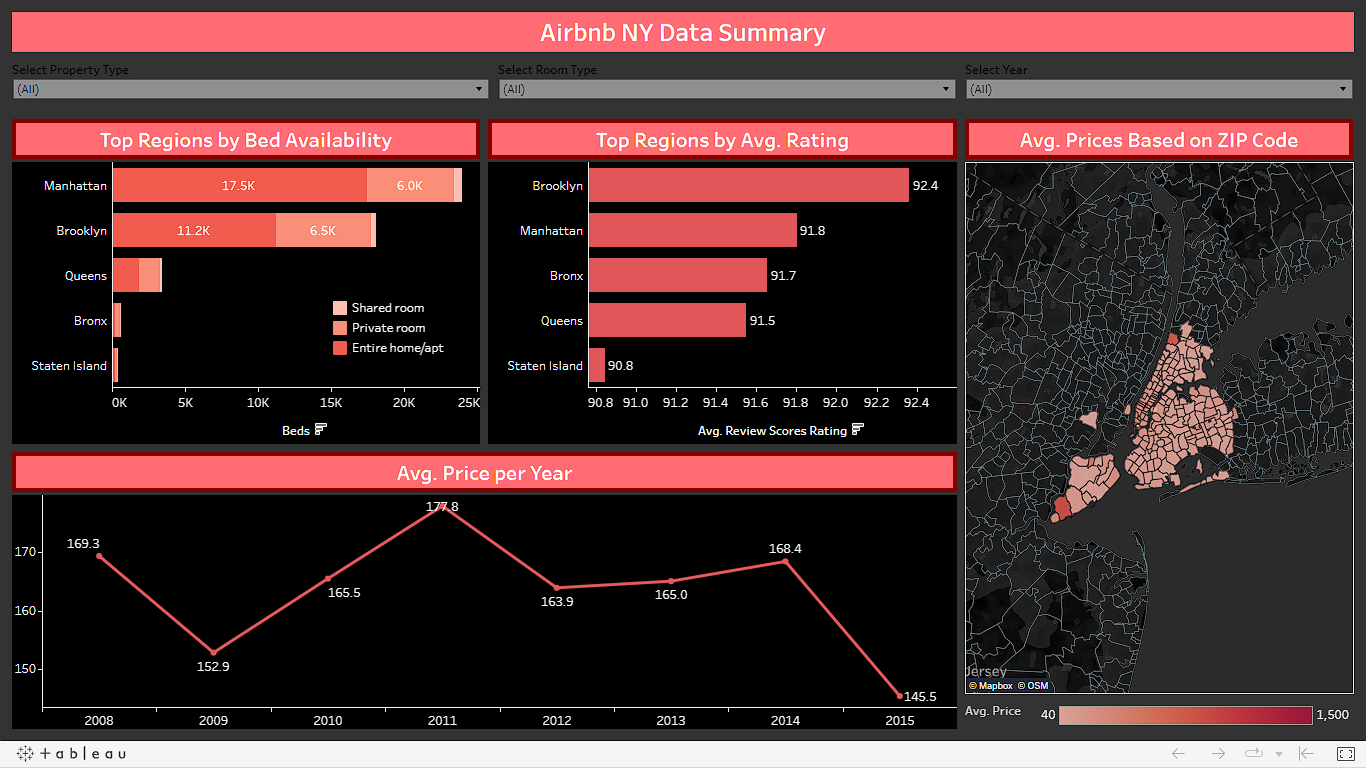 Airbnb NY Data Summary
Select Property Type
(All)
Select Room Type
(All)
Select Year
(All)
Top Regions by Bed Availability
Manhattan 17.5K 6.0K
Brooklyn 11.2K 6.5K
Queens
Bronx
Staten Island
Shared room
Private room
Entire home/apt
0K 5K 10K 15K 20K 25K
Beds
Top Regions by Avg. Rating
Brooklyn 92.4
Manhattan 91.8
Bronx 91.7
Queens 91.5
Staten Island 90.8
90.8 91.0 91.2 91.4 91.6 91.8 92.0 92.2 92.4
Avg. Review Scores Rating
Avg. Prices Based on ZIP Code
Jersey
© Mapbox © OSM
Avg. Price 40 1,500
Avg. Price per Year
170
160
150
169.3
152.9
165.5
177.8
163.9
165.0
168.4
145.5
2008 2009 2010 2011 2012 2013 2014 2015
+ableau